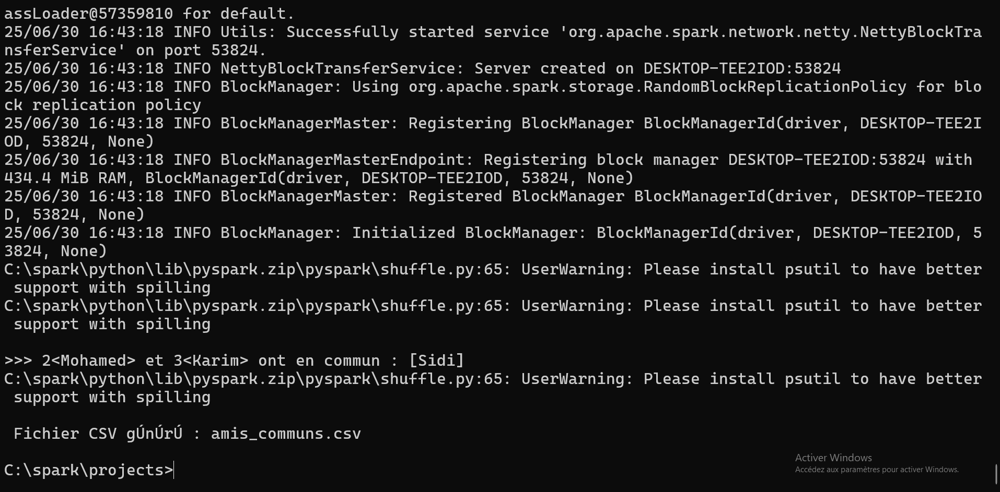 assLoader@57359810 for default.
25/06/30 16:43:18 INFO Utils: Successfully started service 'org.apache.spark.network.netty.NettyBlockTra
nsferService' on port 53824.
25/06/30 16:43:18 INFO NettyBlockTransferService: Server created on DESKTOP-TEE2IOD:53824
25/06/30 16:43:18 INFO BlockManager: Using org.apache.spark.storage.RandomBlockReplicationPolicy for blo
ck replication policy
25/06/30 16:43:18 INFO BlockManagerMaster: Registering BlockManager BlockManagerId(driver, DESKTOP-TEE2I
OD, 53824, None)
25/06/30 16:43:18 INFO BlockManagerMasterEndpoint: Registering block manager DESKTOP-TEE2IOD:53824 with
434.4 MiB RAM, BlockManagerId(driver, DESKTOP-TEE2IOD, 53824, None)
25/06/30 16:43:18 INFO BlockManagerMaster: Registered BlockManager BlockManagerId(driver, DESKTOP-TEE2IO
D, 53824, None)
25/06/30 16:43:18 INFO BlockManager: Initialized BlockManager: BlockManagerId(driver, DESKTOP-TEE2IOD, 5
3824, None)
C:\spark\python\lib\pyspark.zip\pyspark\shuffle.py:65: UserWarning: Please install psutil to have better
 support with spilling
C:\spark\python\lib\pyspark.zip\pyspark\shuffle.py:65: UserWarning: Please install psutil to have better
 support with spilling
>>> 2<Mohamed> et 3<Karim> ont en commun : [Sidi]
C:\spark\python\lib\pyspark.zip\pyspark\shuffle.py:65: UserWarning: Please install psutil to have better
 support with spilling
 Fichier CSV gÚnÚrÚ : amis_communs.csv
C:\spark\projects>
Activer Windows
Accédez aux paramètres pour activer Windows.